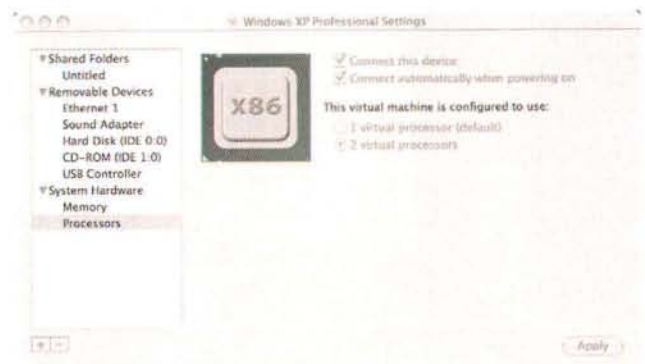 Windows XP Professional Settings
Shared Folders
Untitled
Removable Devices
Ethernet 1
Sound Adapter
Hard Disk (IDE 0:0)
CD-ROM (IDE 1:0)
USB Controller
System Hardware
Memory
Processors
X86
Connect this device
Connect automatically when powering on
This virtual machine is configured to use:
1 virtual processor (default)
2 virtual processors
+ -
Apply